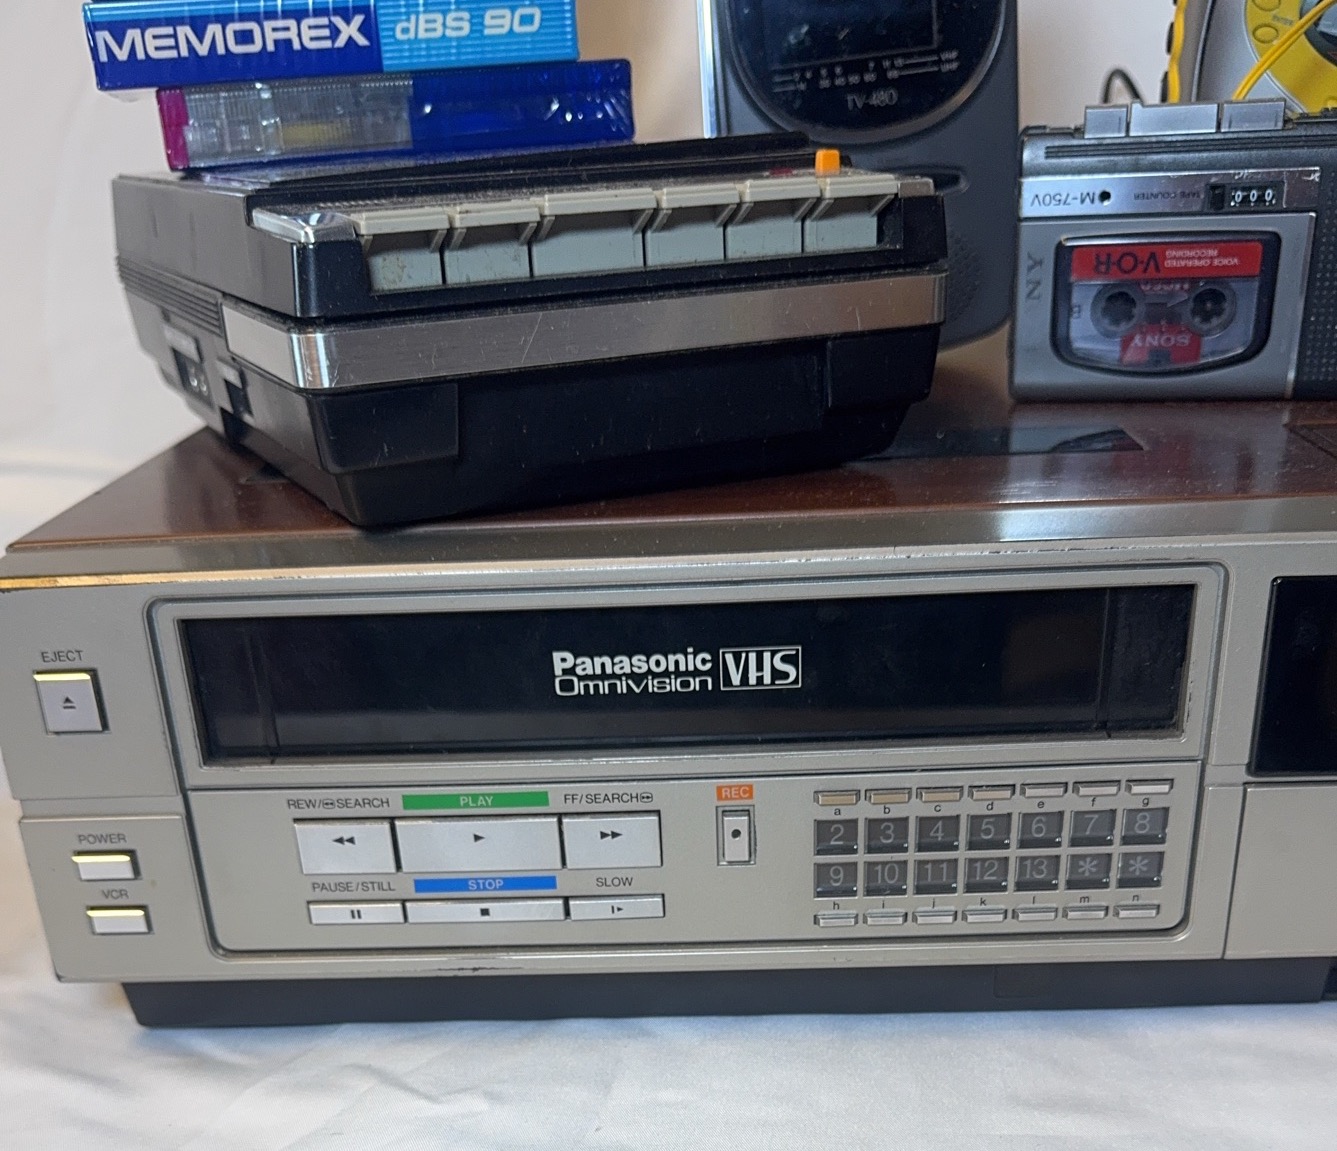 MEMOREX dBS 90
TV-480
M-750V
TAPE COUNTER
000
NY
VOICE OPERATED
RECORDING
V·O·R
B
SONY
Panasonic
Omnivision
VHS
EJECT
REW/SEARCH
PLAY
FF/SEARCH
REC
a b c d e f g
2 3 4 5 6 7 8
POWER
PAUSE/STILL
STOP
SLOW
9 10 11 12 13 * *
h i j k l m n
VCR